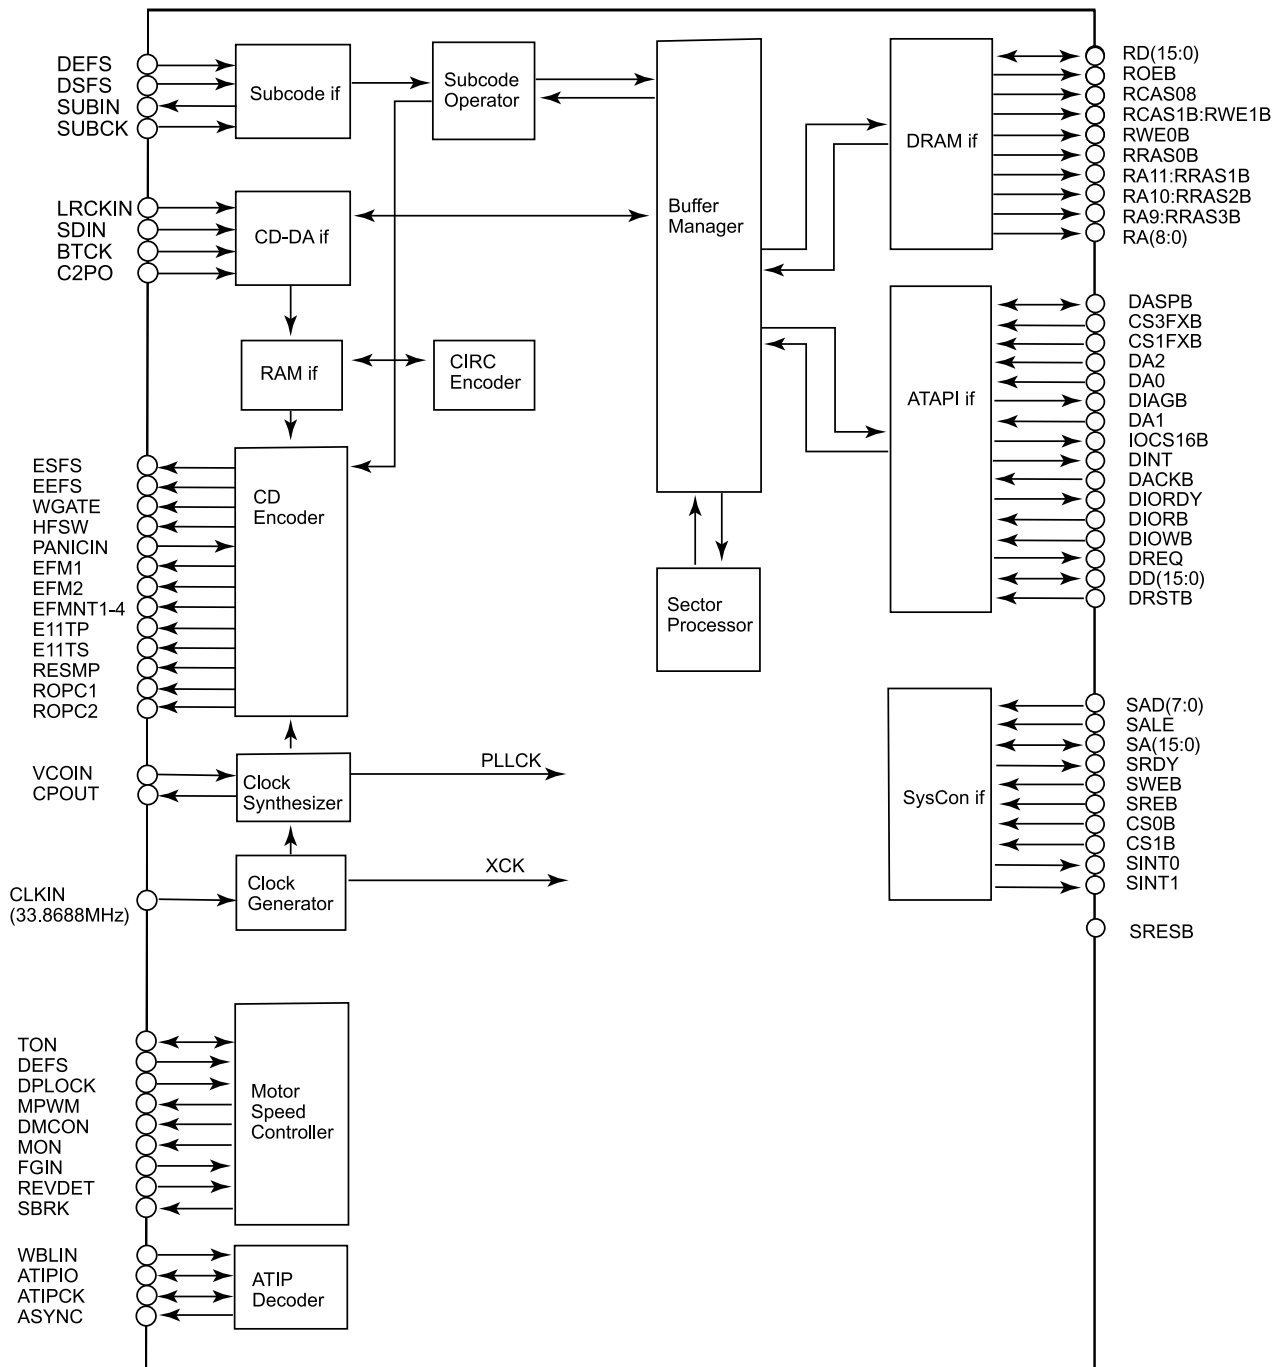 DEFS
DSFS
SUBIN
SUBCK
Subcode if
Subcode
Operator
LRCKIN
SDIN
BTCK
C2PO
CD-DA if
RAM if
CIRC
Encoder
ESFS
EEFS
WGATE
HFSW
PANICIN
EFM1
EFM2
EFMNT1-4
E11TP
E11TS
RESMP
ROPC1
ROPC2
CD
Encoder
VCOIN
CPOUT
Clock
Synthesizer
PLLCK
CLKIN
(33.8688MHz)
Clock
Generator
XCK
TON
DEFS
DPLOCK
MPWM
DMCON
MON
FGIN
REVDET
SBRK
Motor
Speed
Controller
WBLIN
ATIPIO
ATIPCK
ASYNC
ATIP
Decoder
Buffer
Manager
Sector
Processor
DRAM if
RD(15:0)
ROEB
RCAS08
RCAS1B:RWE1B
RWE0B
RRAS0B
RA11:RRAS1B
RA10:RRAS2B
RA9:RRAS3B
RA(8:0)
ATAPI if
DASPB
CS3FXB
CS1FXB
DA2
DA0
DIAGB
DA1
IOCS16B
DINT
DACKB
DIORDY
DIORB
DIOWB
DREQ
DD(15:0)
DRSTB
SysCon if
SAD(7:0)
SALE
SA(15:0)
SRDY
SWEB
SREB
CS0B
CS1B
SINT0
SINT1
SRESB